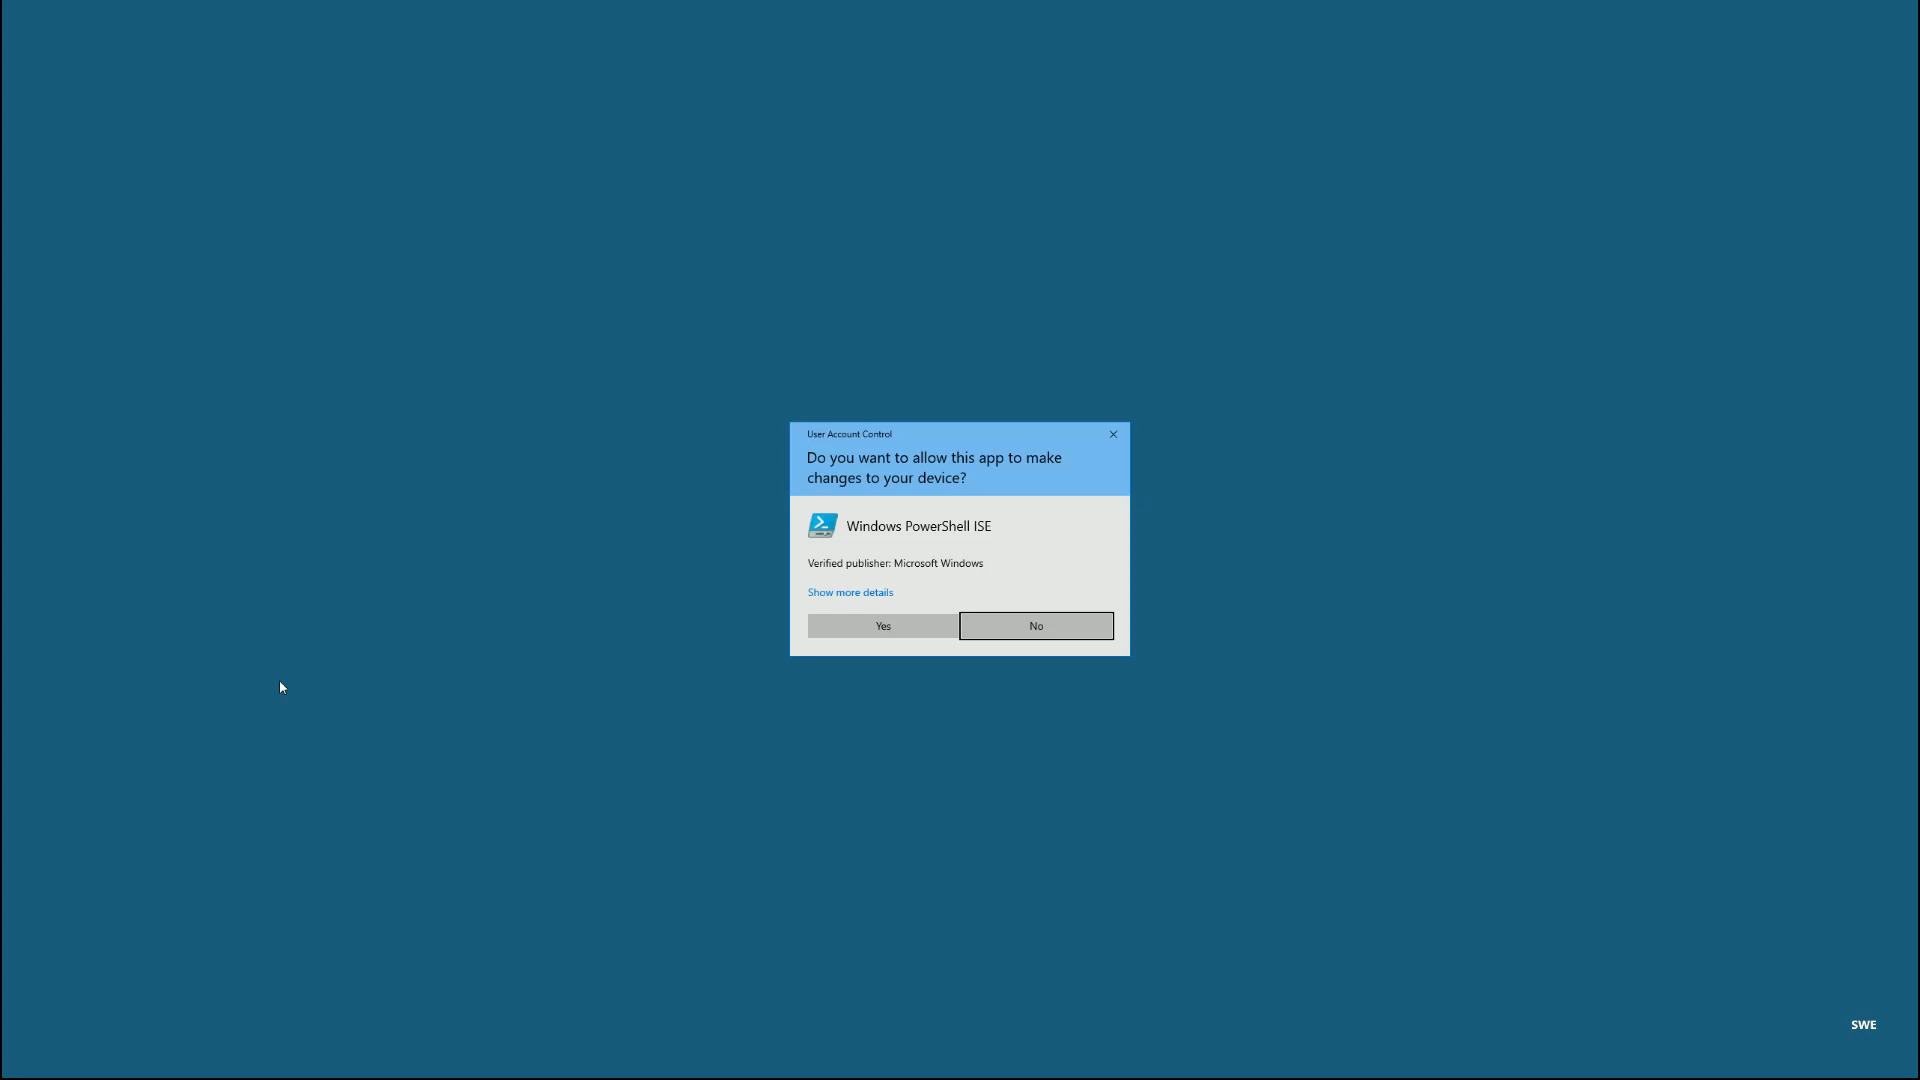 User Account Control
Do you want to allow this app to make
changes to your device?
Windows PowerShell ISE
Verified publisher: Microsoft Windows
Show more details
Yes
No
SWE